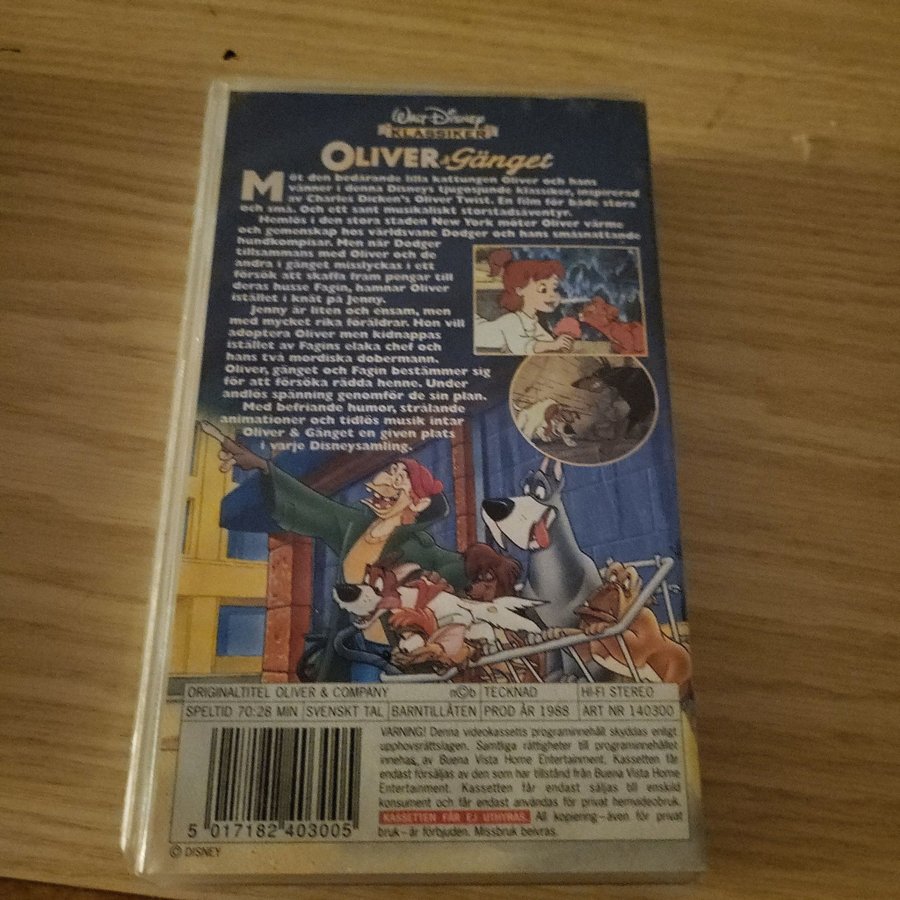 Walt Disney
KLASSIKER
OLIVER & Gänget
Möt den bedårande lilla kattungen Oliver och hans
vänner i denna Disneys tjugosjunde klassiker, inspirerad
av Charles Dicken's Oliver Twist. En film för både stora
och små. Och ett sant musikaliskt storstadsäventyr.
Hemlös i den stora staden New York möter Oliver värme
och gemenskap hos världsvane Dodger och hans småsnattande
hundkompisar. Men när Dodger
tillsammans med Oliver och de
andra i gänget misslyckas i ett
försök att skaffa fram pengar till
deras husse Fagin, hamnar Oliver
istället i knät på Jenny.
Jenny är liten och ensam, men
med mycket rika föräldrar. Hon vill
adoptera Oliver men kidnappas
istället av Fagins elaka chef och
hans två mordiska dobermann.
Oliver, gänget och Fagin bestämmer sig
för att försöka rädda henne. Under
andlös spänning genomför de sin plan.
Med befriande humor, strålande
animationer och tidlös musik intar
Oliver & Gänget en given plats
i varje Disneysamling.
ORIGINALTITEL OLIVER & COMPANY n©b TECKNAD HI-FI STEREO
SPELTID 70:28 MIN SVENSKT TAL BARNTILLÅTEN PROD ÅR 1988 ART NR 140300
VARNING! Denna videokassetts programinnehåll skyddas enligt
upphovsrättslagen. Samtliga rättigheter till programinnehållet
innehas av Buena Vista Home Entertainment. Kassetten får
endast försäljas av den som har tillstånd från Buena Vista Home
Entertainment. Kassetten får endast säljas till enskild
konsument och får endast användas för privat hemvideobruk.
KASSETTEN FÅR EJ UTHYRAS. All kopiering – även för privat
bruk – är förbjuden. Missbruk beivras.
5 017182 403005
© DISNEY